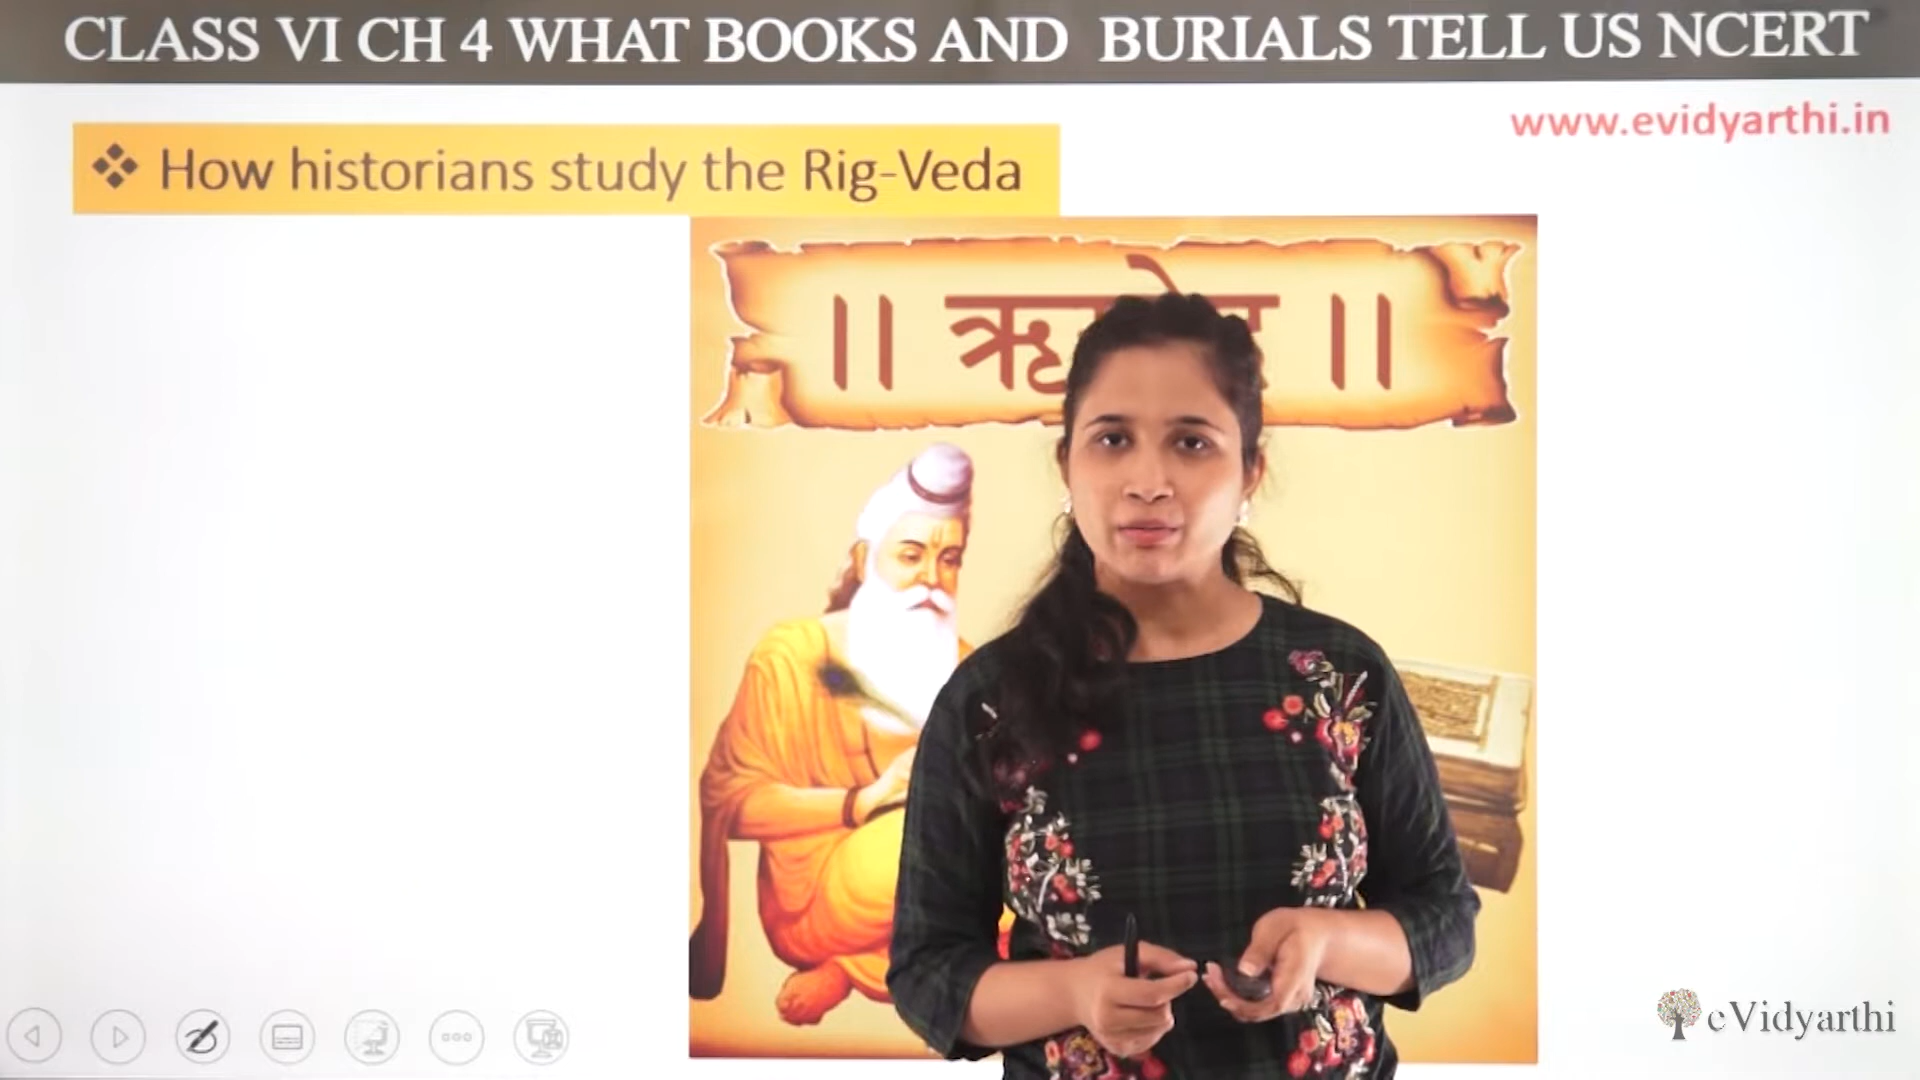 CLASS VI CH 4 WHAT BOOKS AND BURIALS TELL US NCERT
www.evidyarthi.in
❖ How historians study the Rig-Veda
eVidyarthi